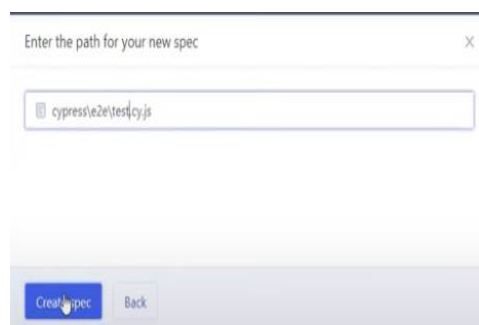 Enter the path for your new spec
cypress\e2e\test.cy.js
Create spec
Back